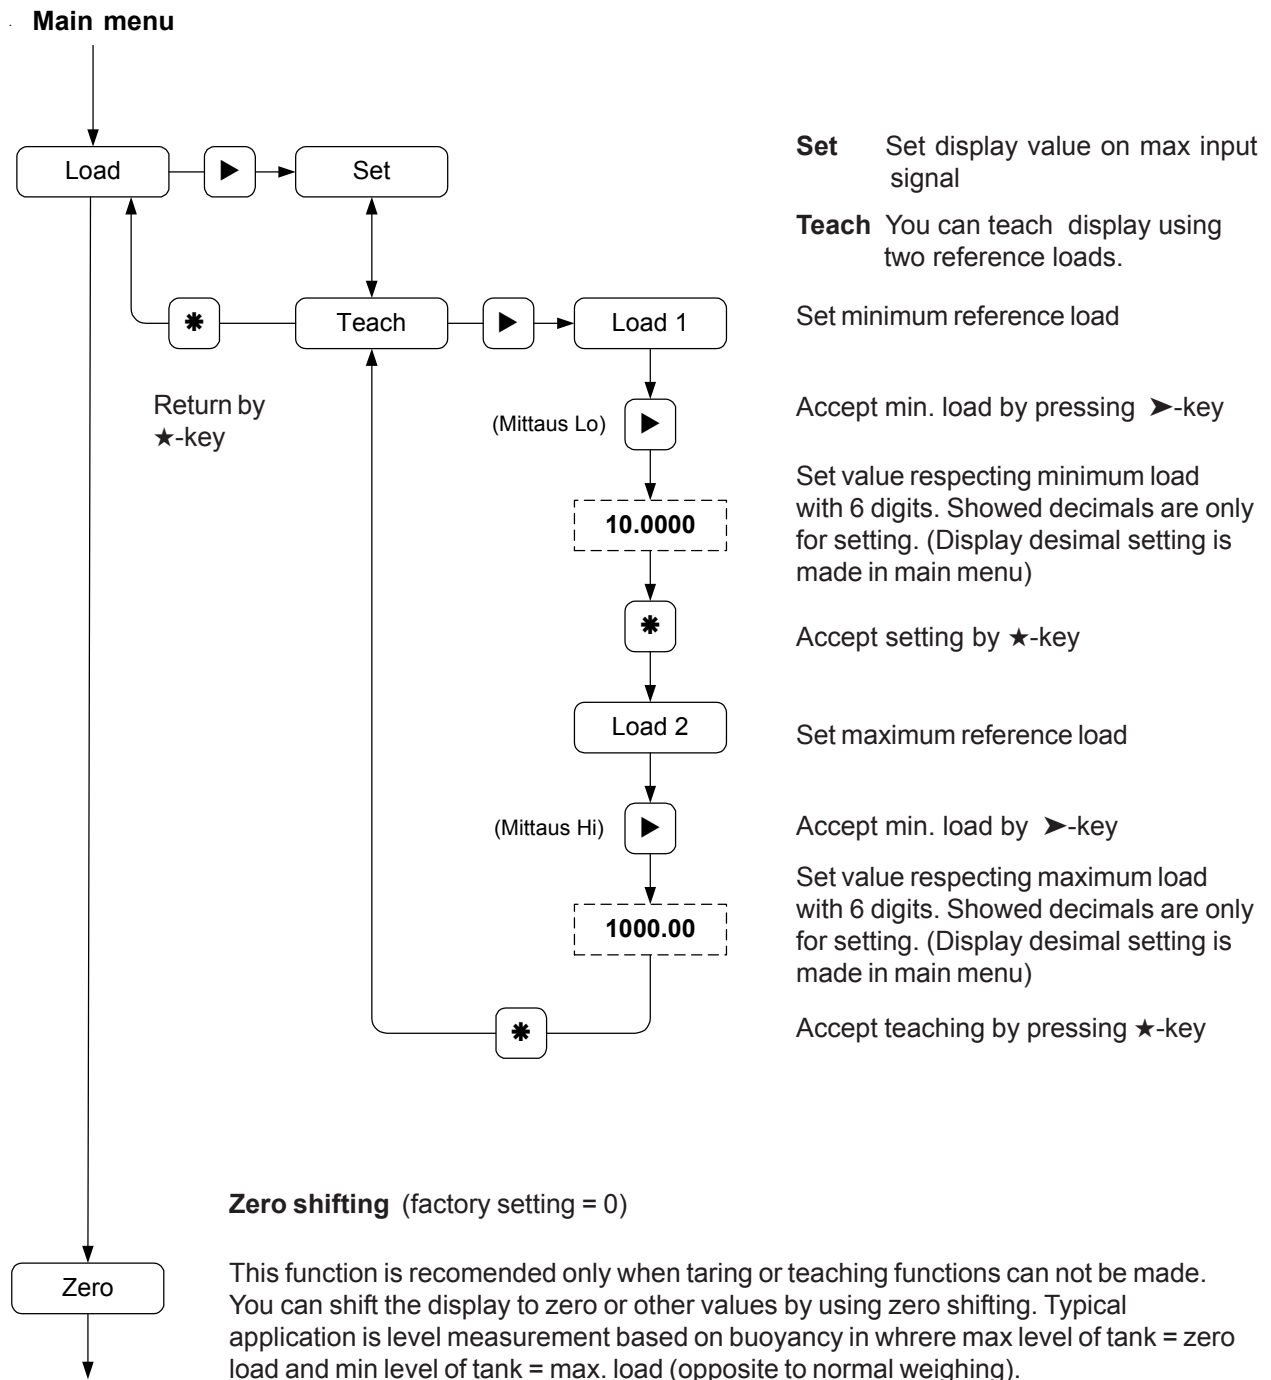 Main menu
Load ▶ Set
Set Set display value on max input
signal
Teach You can teach display using
two reference loads.
✱ Teach ▶ Load 1
Set minimum reference load
Return by
★-key
(Mittaus Lo) ▶
Accept min. load by pressing ➤-key
10.0000
Set value respecting minimum load
with 6 digits. Showed decimals are only
for setting. (Display desimal setting is
made in main menu)
✱
Accept setting by ★-key
Load 2
Set maximum reference load
(Mittaus Hi) ▶
Accept min. load by ➤-key
1000.00
Set value respecting maximum load
with 6 digits. Showed decimals are only
for setting. (Display desimal setting is
made in main menu)
✱
Accept teaching by pressing ★-key
Zero shifting (factory setting = 0)
Zero
This function is recomended only when taring or teaching functions can not be made.
You can shift the display to zero or other values by using zero shifting. Typical
application is level measurement based on buoyancy in whrere max level of tank = zero
load and min level of tank = max. load (opposite to normal weighing).